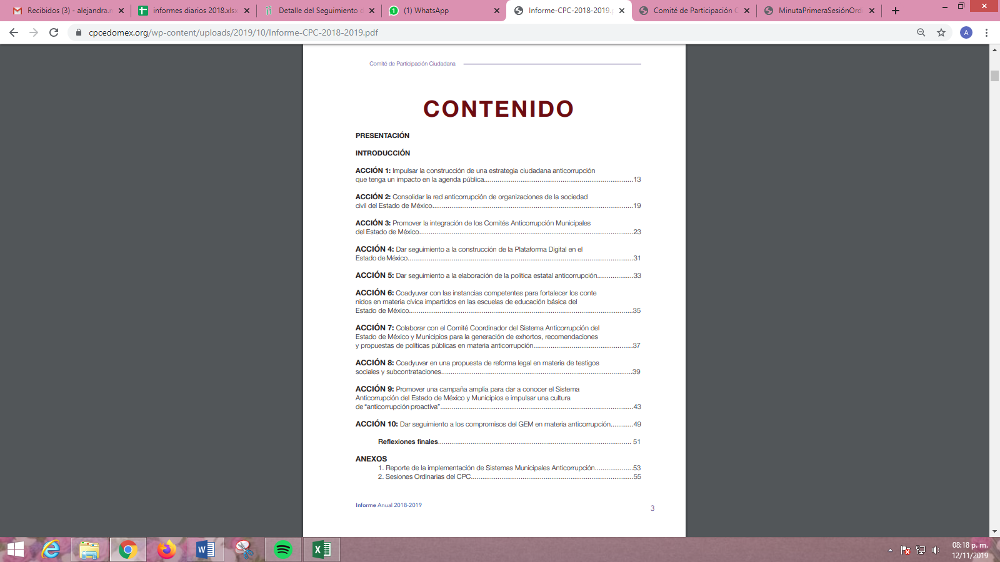 Recibidos (3) - alejandra.
informes diarios 2018.xlsx
Detalle del Seguimiento
(1) WhatsApp
Informe-CPC-2018-2019.
Comité de Participación
MinutaPrimeraSesiónOrd
cpcedomex.org/wp-content/uploads/2019/10/Informe-CPC-2018-2019.pdf
A
Comité de Participación Ciudadana
CONTENIDO
PRESENTACIÓN
INTRODUCCIÓN
ACCIÓN 1: Impulsar la construcción de una estrategia ciudadana anticorrupción
que tenga un impacto en la agenda pública..............................................................................13
ACCIÓN 2: Consolidar la red anticorrupción de organizaciones de la sociedad
civil del Estado de México.........................................................................................................19
ACCIÓN 3: Promover la integración de los Comités Anticorrupción Municipales
del Estado de México................................................................................................................23
ACCIÓN 4: Dar seguimiento a la construcción de la Plataforma Digital en el
Estado de México......................................................................................................................31
ACCIÓN 5: Dar seguimiento a la elaboración de la política estatal anticorrupción...................33
ACCIÓN 6: Coadyuvar con las instancias competentes para fortalecer los conte
nidos en materia cívica impartidos en las escuelas de educación básica del
Estado de México.....................................................................................................................35
ACCIÓN 7: Colaborar con el Comité Coordinador del Sistema Anticorrupción del
Estado de México y Municipios para la generación de exhortos, recomendaciones
y propuestas de políticas públicas en materia anticorrupción....................................................37
ACCIÓN 8: Coadyuvar en una propuesta de reforma legal en materia de testigos
sociales y subcontrataciones....................................................................................................39
ACCIÓN 9: Promover una campaña amplia para dar a conocer el Sistema
Anticorrupción del Estado de México y Municipios e impulsar una cultura
de “anticorrupción proactiva”.....................................................................................................43
ACCIÓN 10: Dar seguimiento a los compromisos del GEM en materia anticorrupción............49
Reflexiones finales..................................................................................................... 51
ANEXOS
1. Reporte de la implementación de Sistemas Municipales Anticorrupción....................53
2. Sesiones Ordinarias del CPC.....................................................................................55
Informe Anual 2018-2019
3
08:18 p. m.
12/11/2019